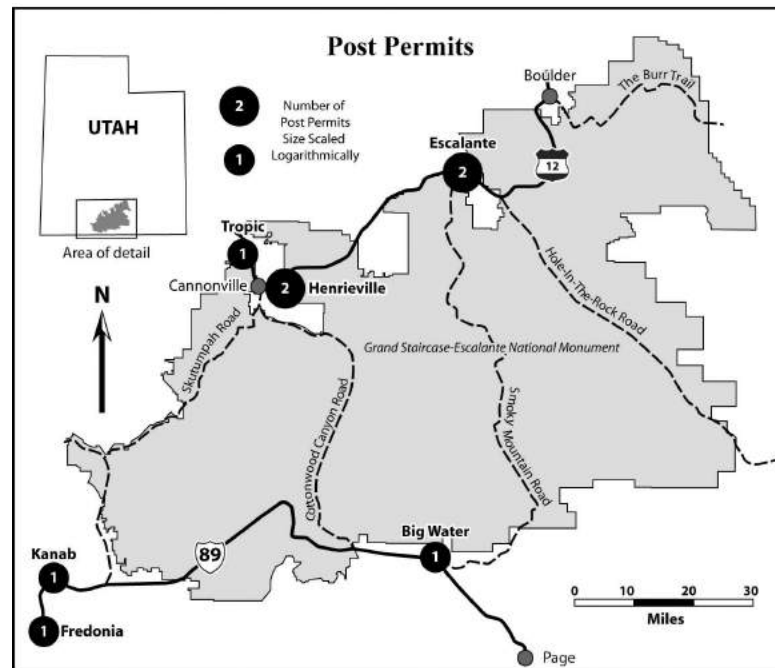 Post Permits
UTAH
Area of detail
2
Number of
Post Permits
Size Scaled
1
Logarithmically
Boulder
The Burr Trail
Escalante
2
12
Tropic
1
Cannonville
2
Henrieville
N
Skutumpah Road
Hole-In-The-Rock Road
Grand Staircase-Escalante National Monument
Cottonwood Canyon Road
Smoky Mountain Road
Big Water
1
89
Kanab
1
1
Fredonia
0 10 20 30
Miles
Page